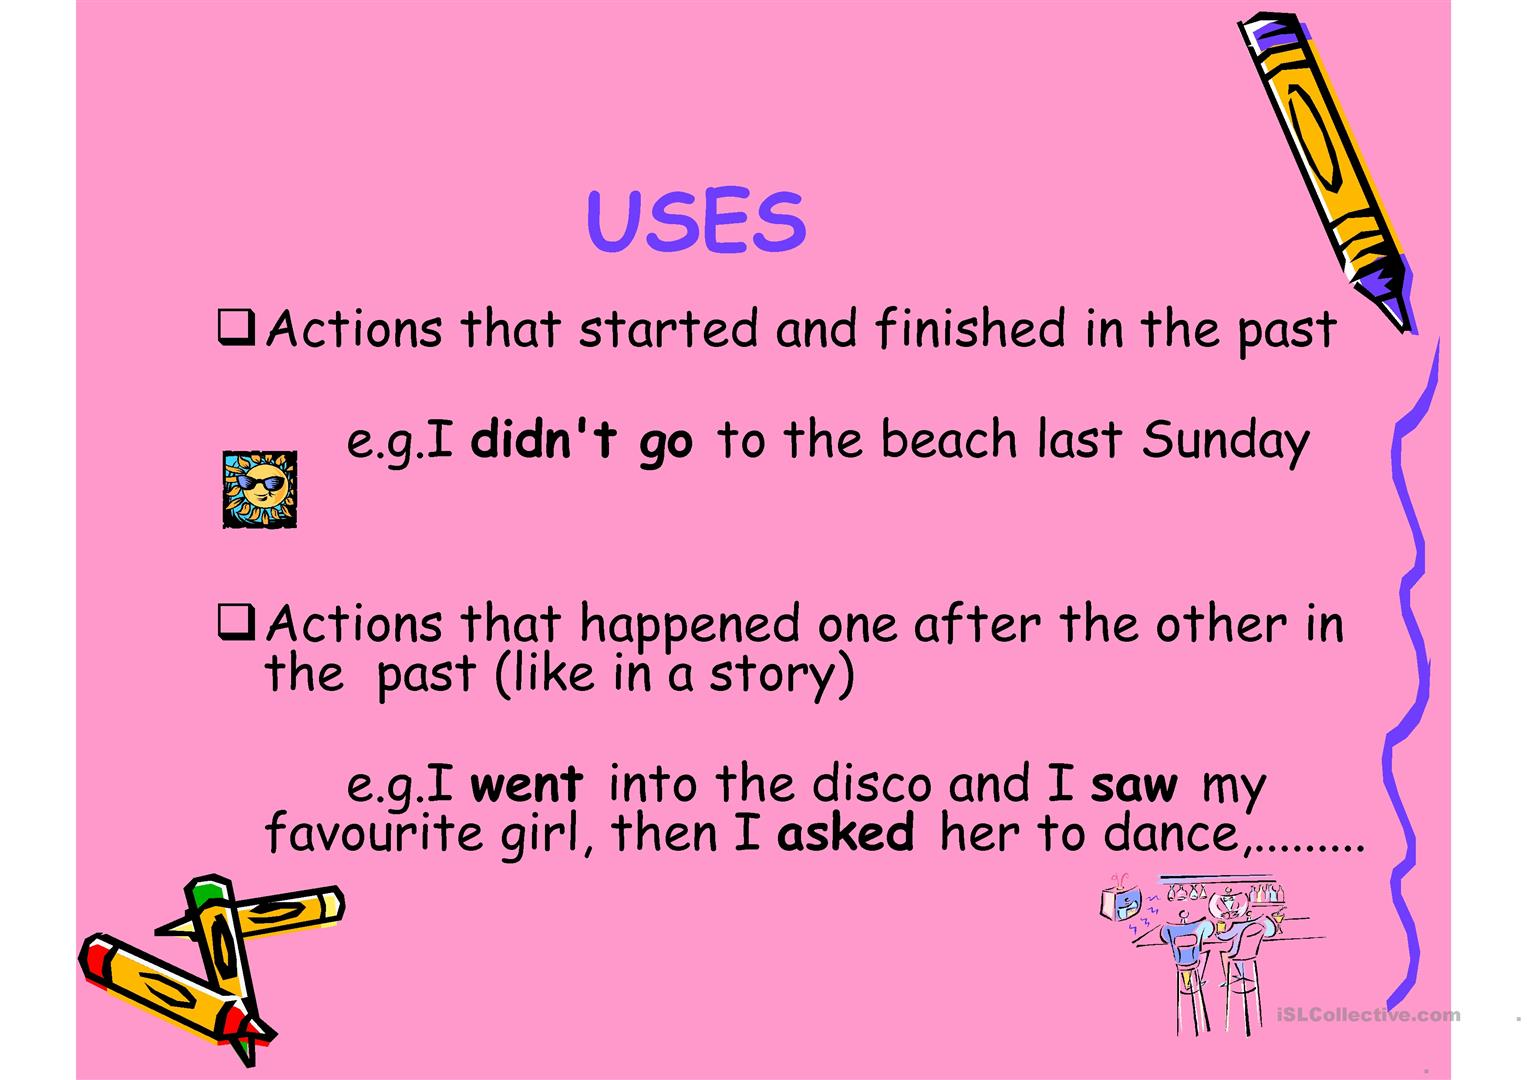 USES
❑Actions that started and finished in the past
e.g.I didn't go to the beach last Sunday
❑Actions that happened one after the other in
the past (like in a story)
e.g.I went into the disco and I saw my
favourite girl, then I asked her to dance,.........
iSLCollective.com